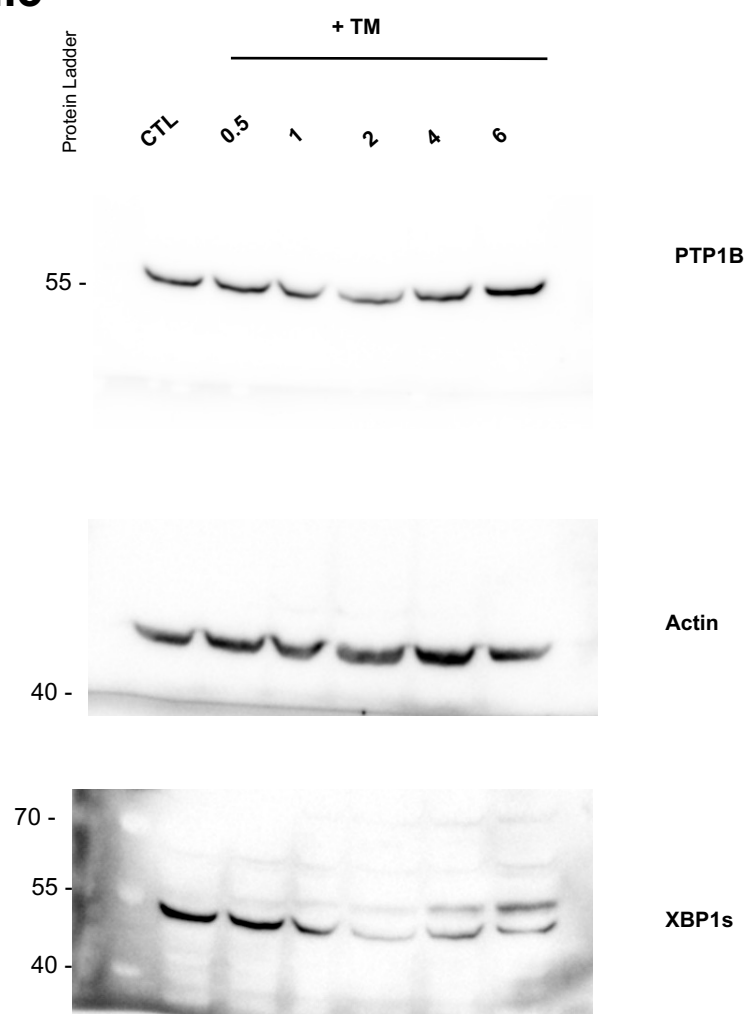 + TM
Protein Ladder
CTL 0.5 1 2 4 6
PTP1B
55 -
Actin
40 -
70 -
55 -
XBP1s
40 -